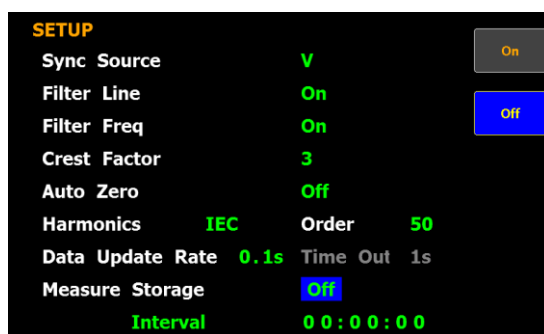 SETUP
Sync Source V
Filter Line On
Filter Freq On
Crest Factor 3
Auto Zero Off
Harmonics IEC Order 50
Data Update Rate 0.1s Time Out 1s
Measure Storage Off
Interval 00:00:00
On
Off